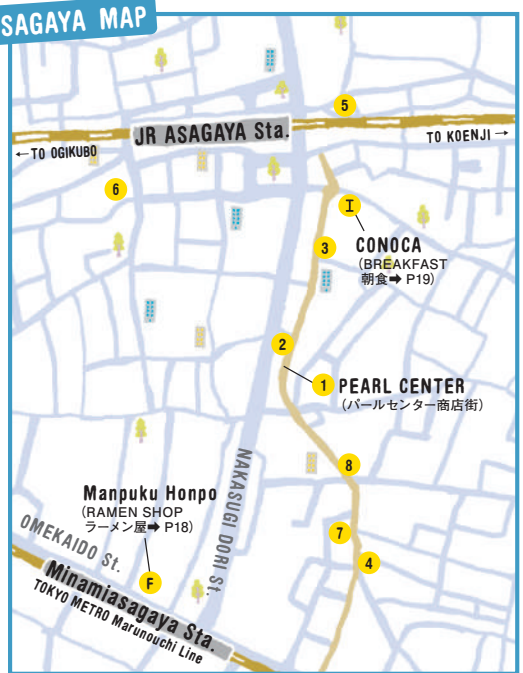 SAGAYA MAP
5
JR ASAGAYA Sta.
←TO OGIKUBO
TO KOENJI→
6
I
3
CONOCA
(BREAKFAST
朝食➡ P19)
2
1
PEARL CENTER
(パールセンター商店街)
8
NAKASUGI DORI St.
Manpuku Honpo
(RAMEN SHOP
ラーメン屋➡ P18)
OMEKAIDO St.
7
4
F
Minamiasagaya Sta.
TOKYO METRO Marunouchi Line